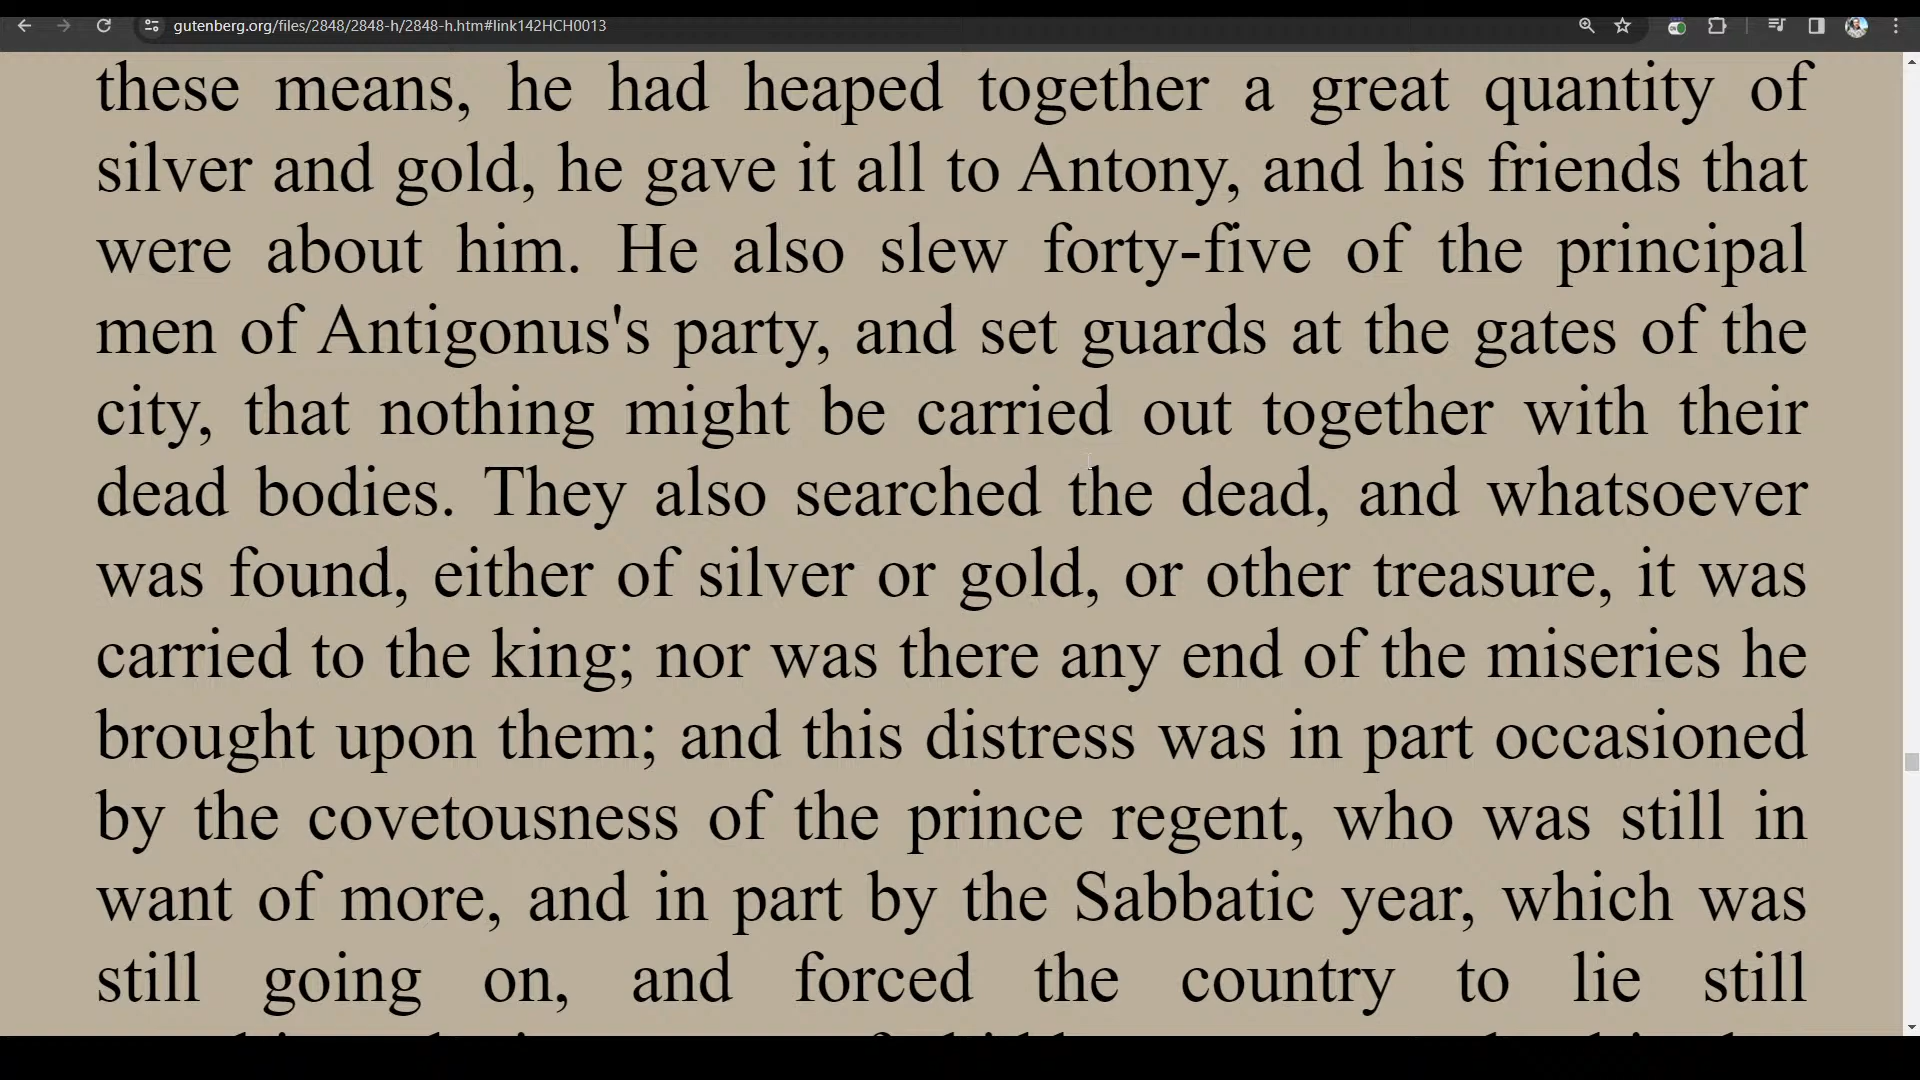 gutenberg.org/files/2848/2848-h/2848-h.htm#link142HCH0013
these means, he had heaped together a great quantity of
silver and gold, he gave it all to Antony, and his friends that
were about him. He also slew forty-five of the principal
men of Antigonus's party, and set guards at the gates of the
city, that nothing might be carried out together with their
dead bodies. They also searched the dead, and whatsoever
was found, either of silver or gold, or other treasure, it was
carried to the king; nor was there any end of the miseries he
brought upon them; and this distress was in part occasioned
by the covetousness of the prince regent, who was still in
want of more, and in part by the Sabbatic year, which was
still going on, and forced the country to lie still